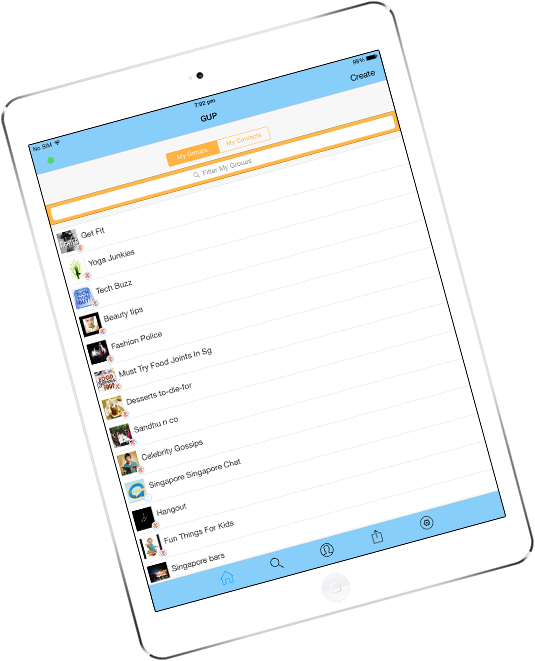 No SIM
7:02 pm
96%
GUP
Create
My Groups
My Contacts
Filter My Groups
Get Fit
Yoga Junkies
Tech Buzz
Beauty tips
Fashion Police
Must Try Food Joints In Sg
Desserts to-die-for
Sandhu n co
Celebrity Gossips
Singapore Singapore Chat
Hangout
Fun Things For Kids
Singapore bars